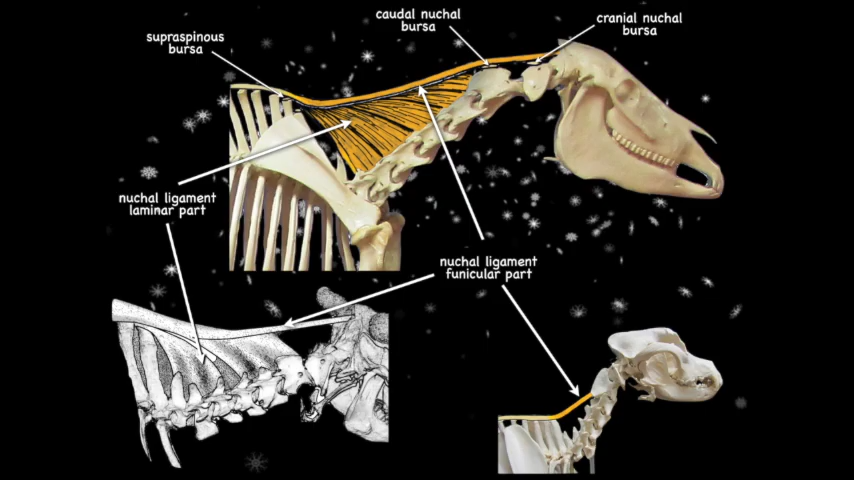 caudal nuchal
bursa
cranial nuchal
bursa
supraspinous
bursa
nuchal ligament
laminar part
nuchal ligament
funicular part